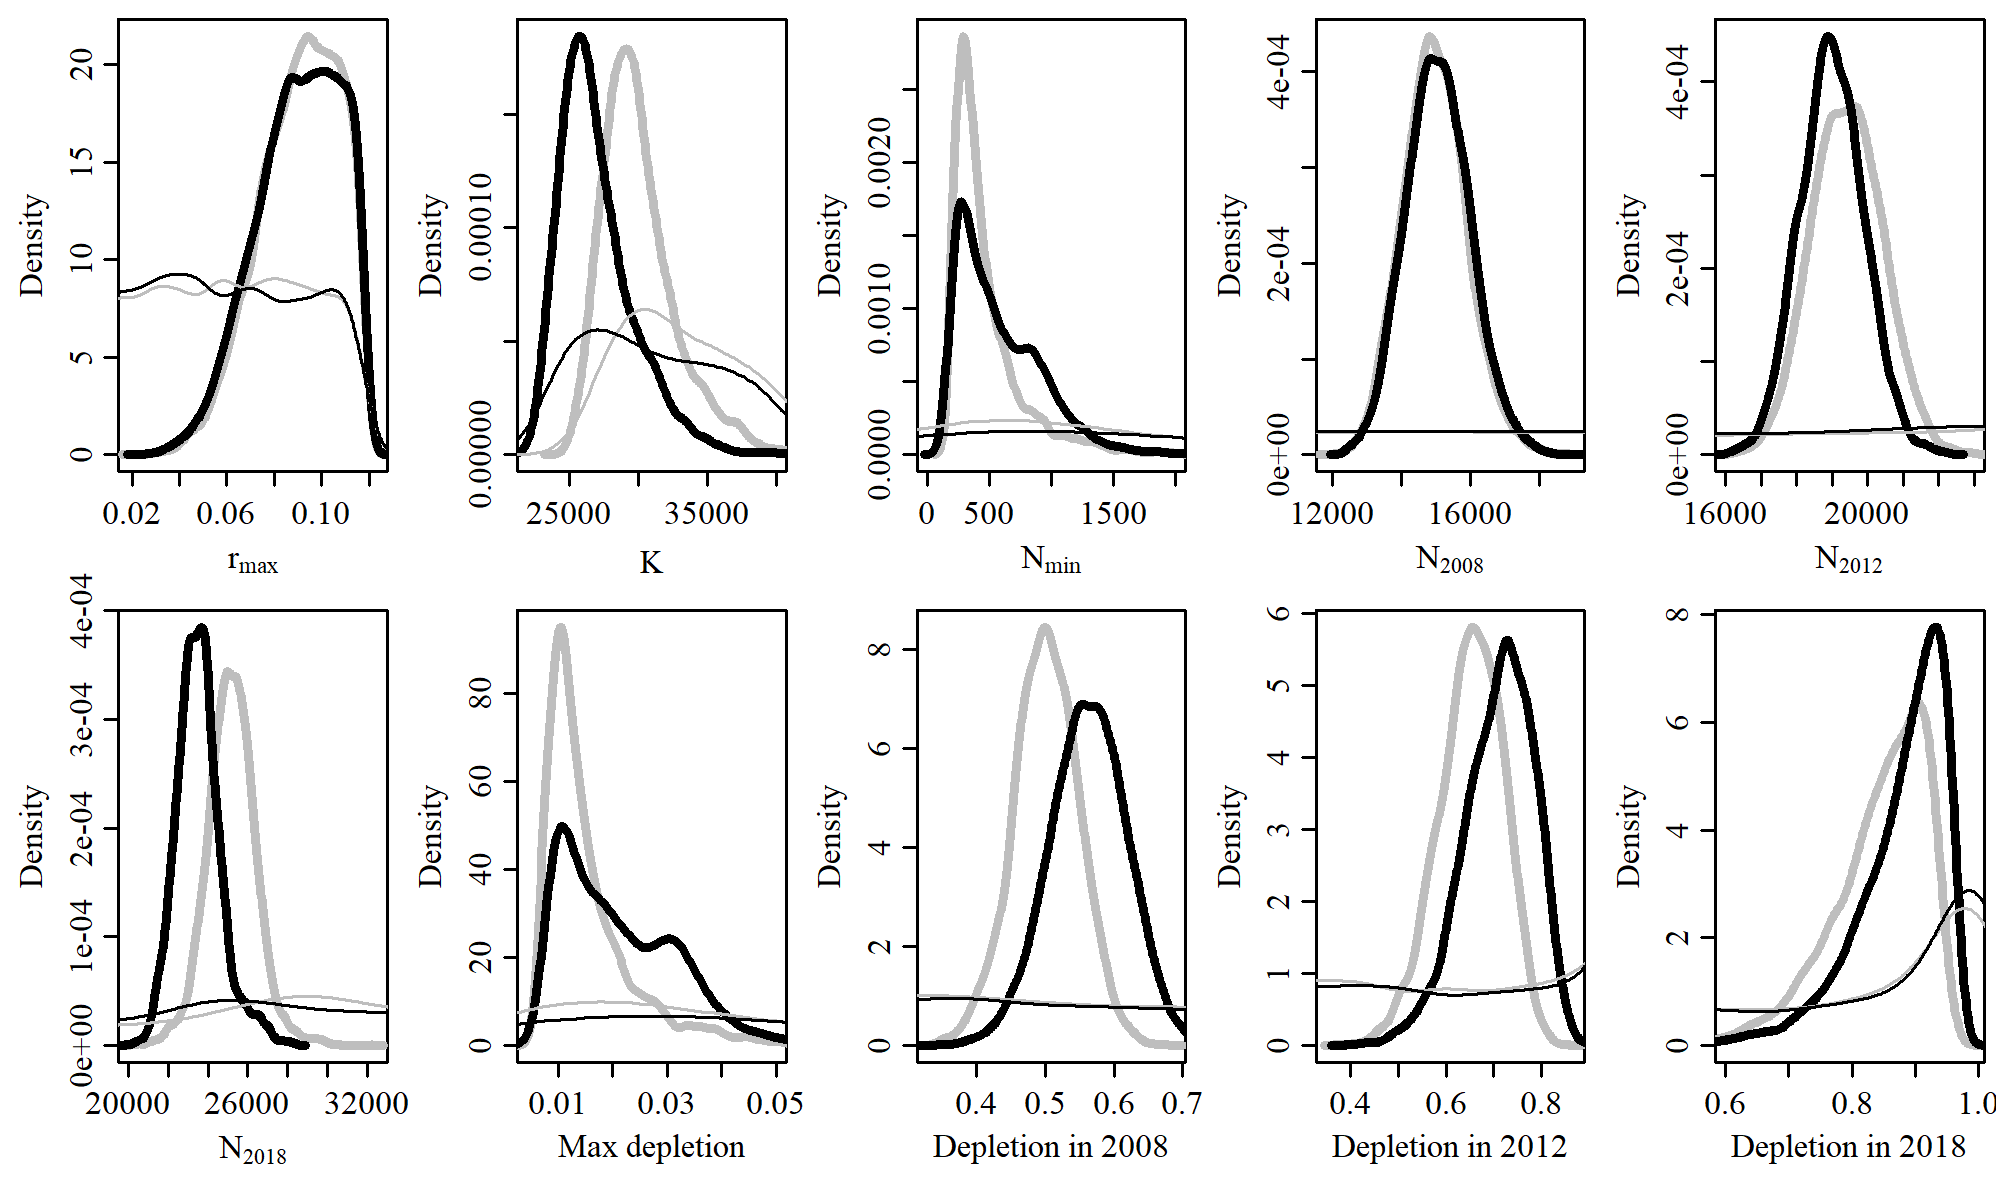 Density
0 5 10 15 20
0.02 0.06 0.10
r_max
Density
0.00000 0.00010
25000 35000
K
Density
0.0000 0.0010 0.0020
0 500 1500
N_min
Density
0e+00 2e-04 4e-04
12000 16000
N_2008
Density
0e+00 2e-04 4e-04
16000 20000
N_2012
Density
0e+00 1e-04 2e-04 3e-04 4e-04
20000 26000 32000
N_2018
Density
0 20 40 60 80
0.01 0.03 0.05
Max depletion
Density
0 2 4 6 8
0.4 0.5 0.6 0.7
Depletion in 2008
Density
0 1 2 3 4 5 6
0.4 0.6 0.8
Depletion in 2012
Density
0 2 4 6 8
0.6 0.8 1.0
Depletion in 2018